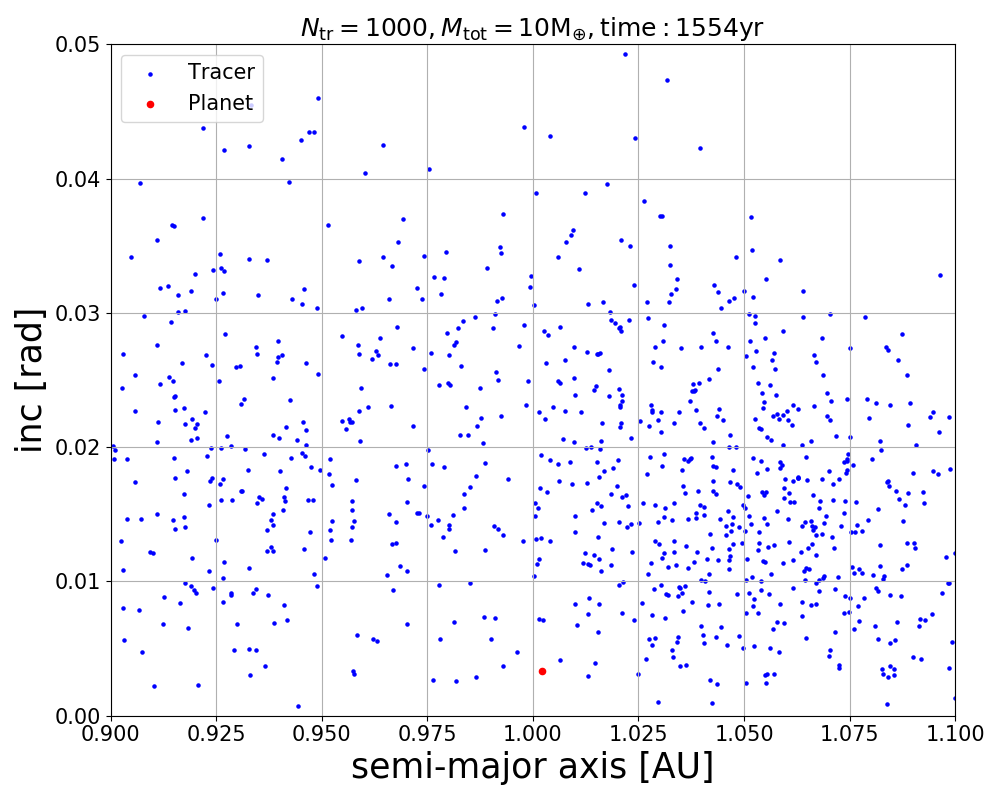 N_tr = 1000, M_tot = 10M_⊕, time : 1554yr
Tracer
Planet
0.05
0.04
0.03
0.02
0.01
0.00
inc [rad]
0.900 0.925 0.950 0.975 1.000 1.025 1.050 1.075 1.100
semi-major axis [AU]